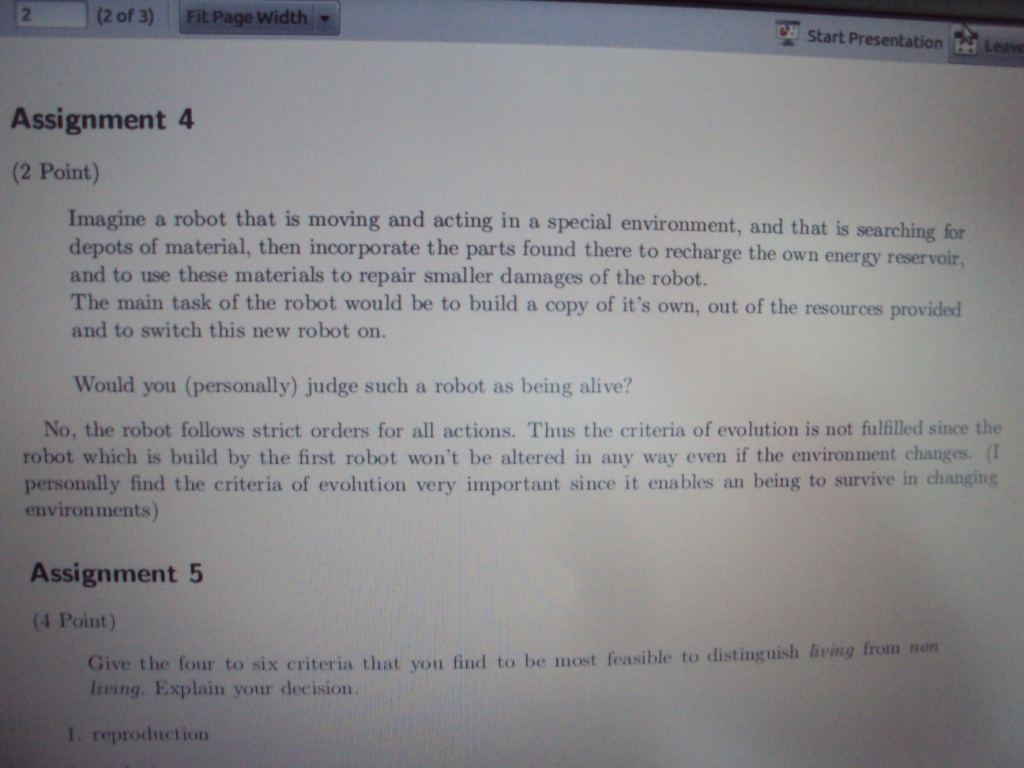 2 (2 of 3) Fit Page Width
Start Presentation Leave
Assignment 4
(2 Point)
Imagine a robot that is moving and acting in a special environment, and that is searching for
depots of material, then incorporate the parts found there to recharge the own energy reservoir,
and to use these materials to repair smaller damages of the robot.
The main task of the robot would be to build a copy of it's own, out of the resources provided
and to switch this new robot on.
Would you (personally) judge such a robot as being alive?
No, the robot follows strict orders for all actions. Thus the criteria of evolution is not fulfilled since the
robot which is build by the first robot won't be altered in any way even if the environment changes. (I
personally find the criteria of evolution very important since it enables an being to survive in changing
environments)
Assignment 5
(4 Point)
Give the four to six criteria that you find to be most feasible to distinguish living from non
living. Explain your decision.
1. reproduction